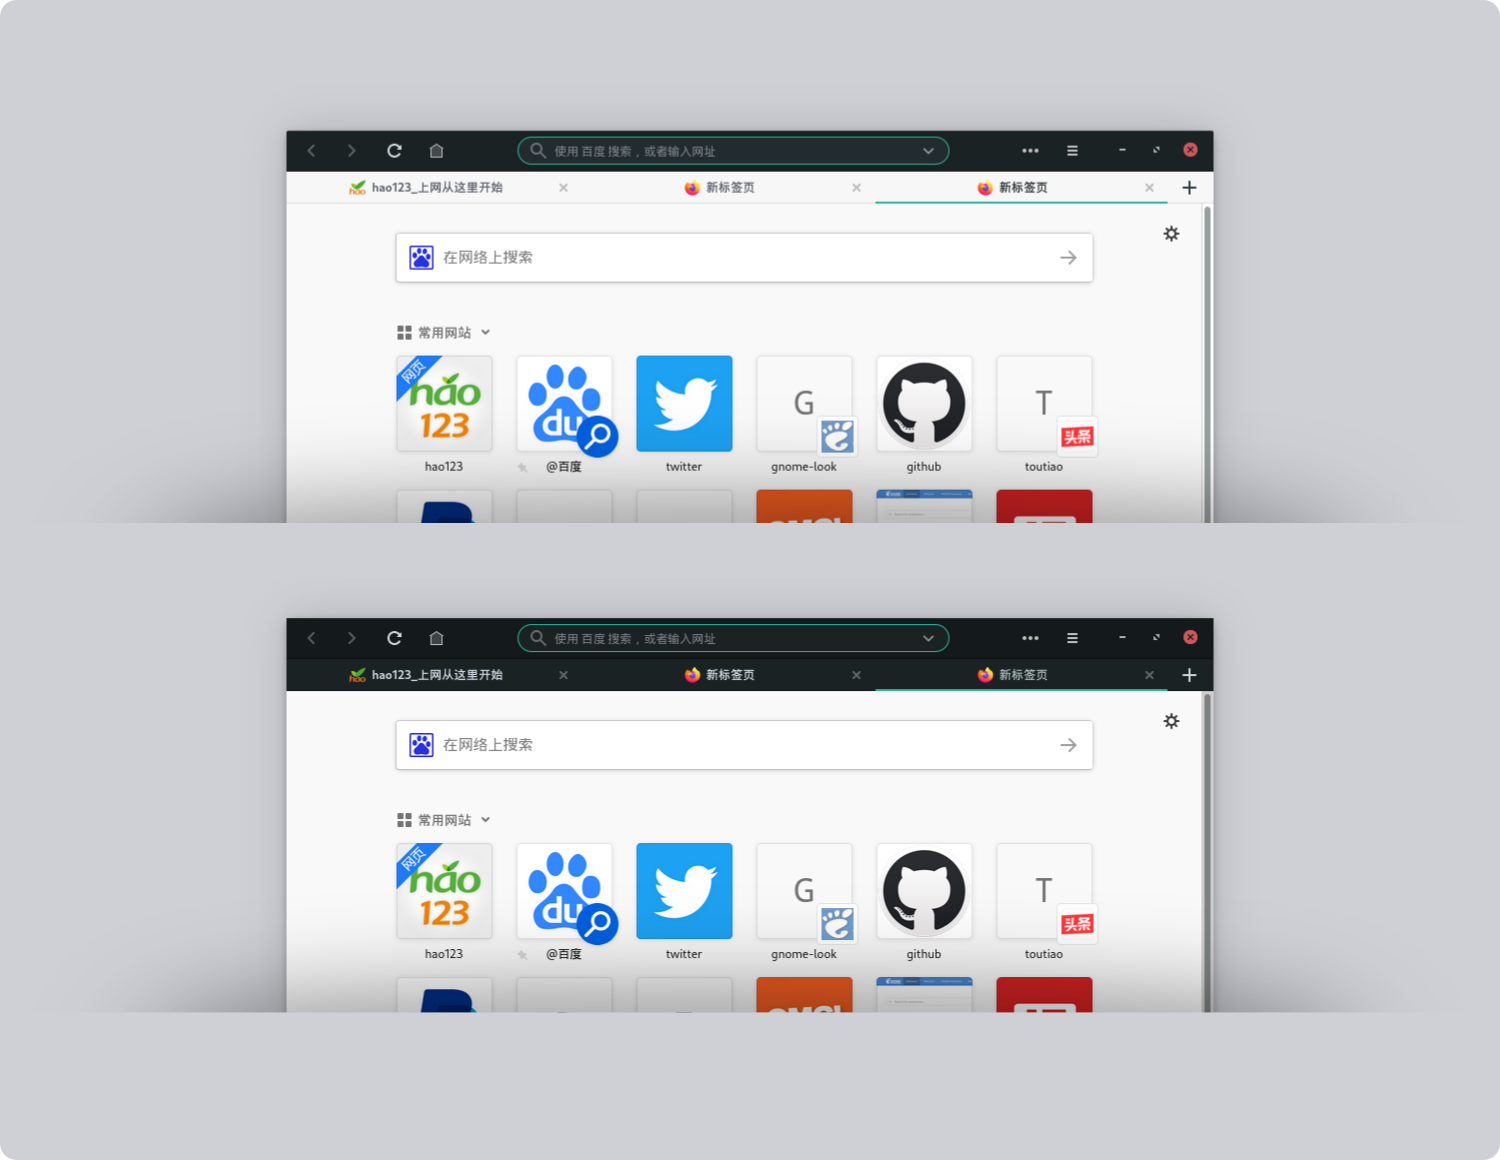 使用 百度 搜索，或者输入网址
hao123_上网从这里开始
新标签页
新标签页
在网络上搜索
常用网站
网页
hao
123
du
G
T
头条
hao123
@百度
twitter
gnome-look
github
toutiao
使用 百度 搜索，或者输入网址
hao123_上网从这里开始
新标签页
新标签页
在网络上搜索
常用网站
网页
hao
123
du
G
T
头条
hao123
@百度
twitter
gnome-look
github
toutiao